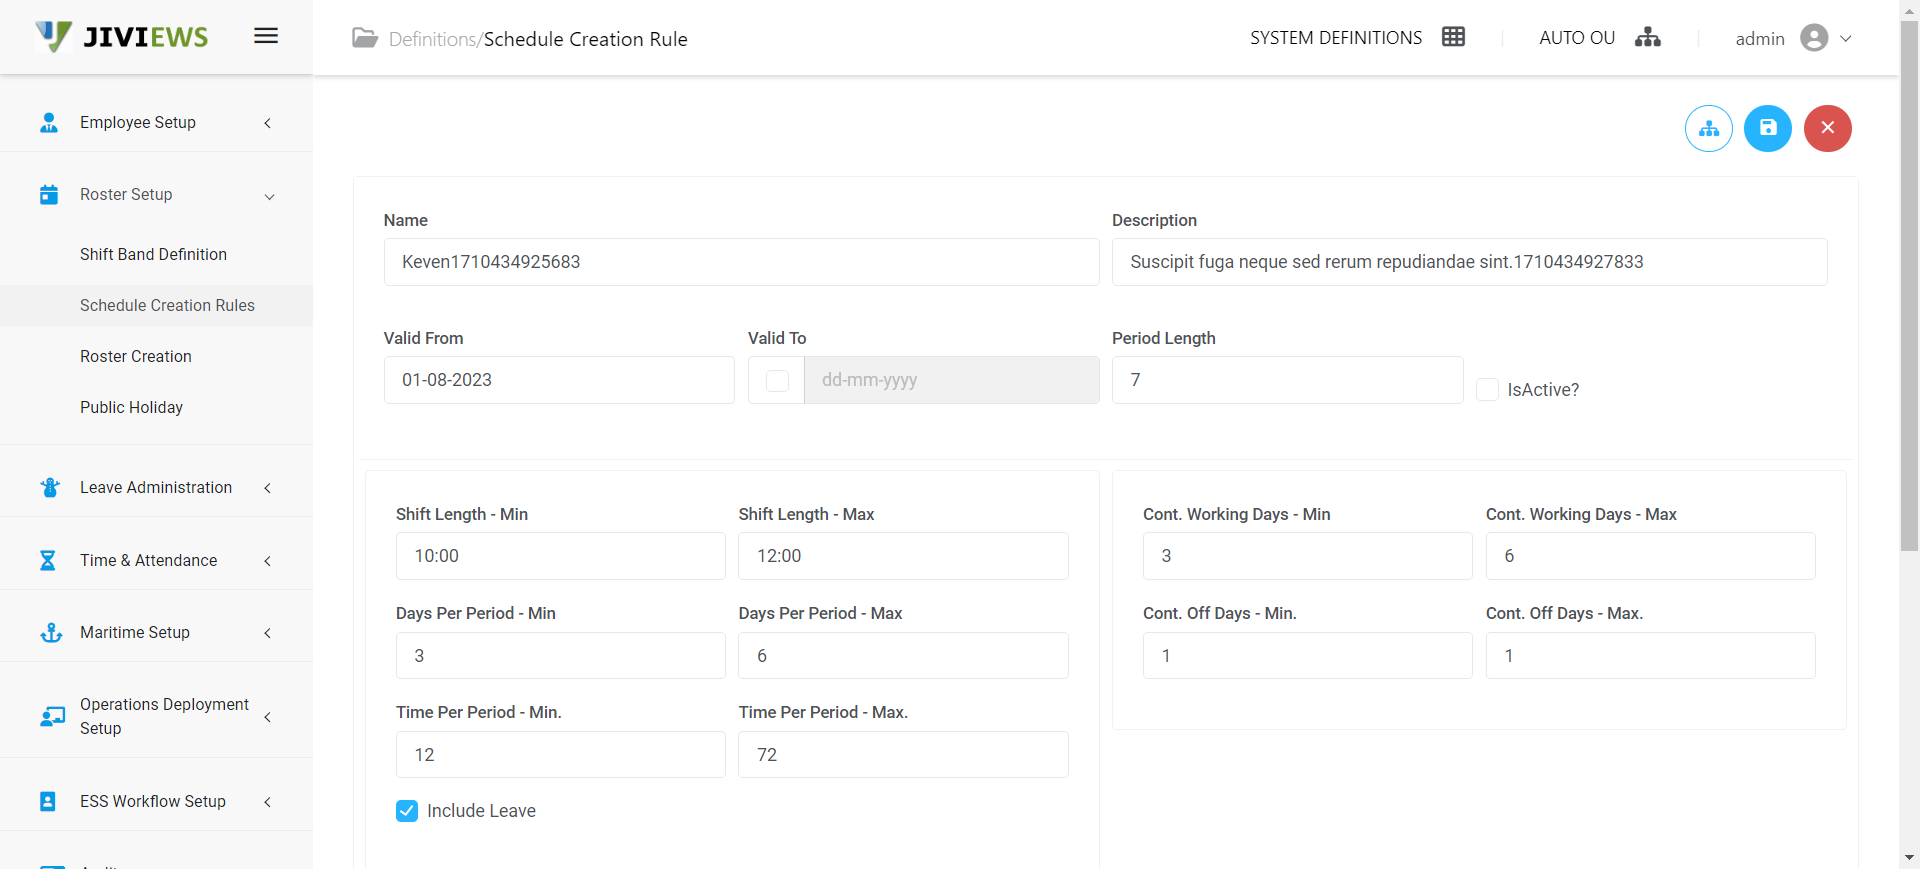 JIVIEWS
Definitions/Schedule Creation Rule
SYSTEM DEFINITIONS
AUTO OU
admin
Employee Setup
Roster Setup
Shift Band Definition
Schedule Creation Rules
Roster Creation
Public Holiday
Leave Administration
Time & Attendance
Maritime Setup
Operations Deployment
Setup
ESS Workflow Setup
Name
Description
Keven1710434925683
Suscipit fuga neque sed rerum repudiandae sint.1710434927833
Valid From
Valid To
Period Length
01-08-2023
dd-mm-yyyy
7
IsActive?
Shift Length - Min
Shift Length - Max
10:00
12:00
Days Per Period - Min
Days Per Period - Max
3
6
Time Per Period - Min.
Time Per Period - Max.
12
72
Include Leave
Cont. Working Days - Min
Cont. Working Days - Max
3
6
Cont. Off Days - Min.
Cont. Off Days - Max.
1
1